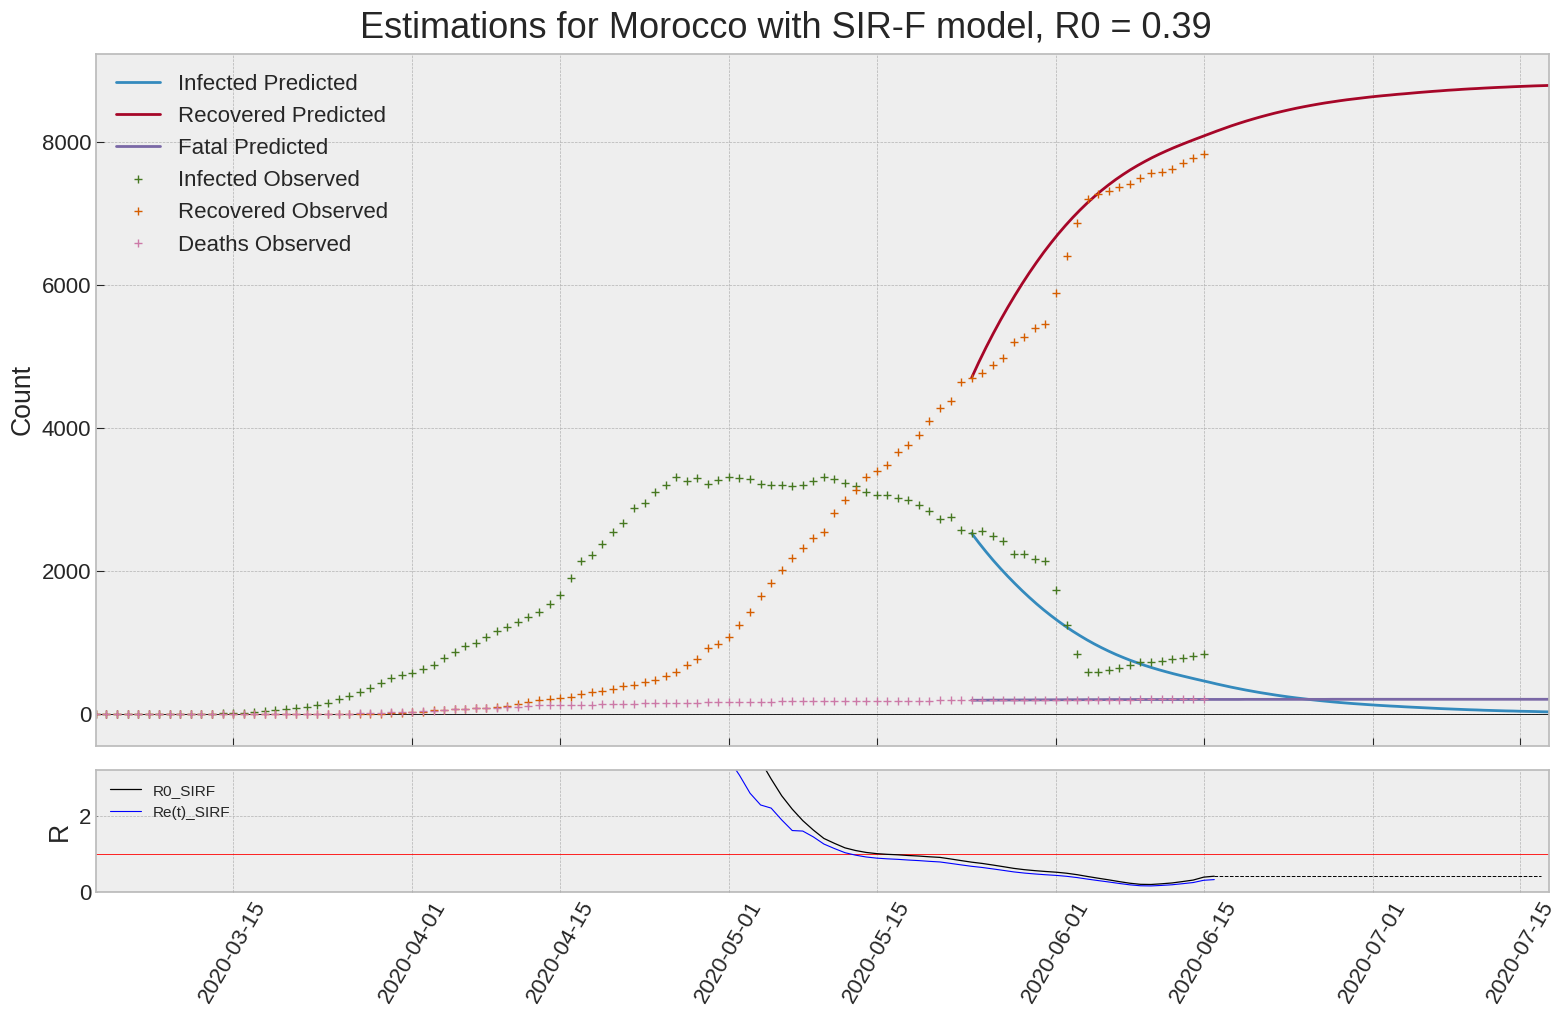 Estimations for Morocco with SIR-F model, R0 = 0.39
Infected Predicted
Recovered Predicted
Fatal Predicted
Infected Observed
Recovered Observed
Deaths Observed
Count
8000
6000
4000
2000
0
R0_SIRF
Re(t)_SIRF
R
2
0
2020-03-15
2020-04-01
2020-04-15
2020-05-01
2020-05-15
2020-06-01
2020-06-15
2020-07-01
2020-07-15